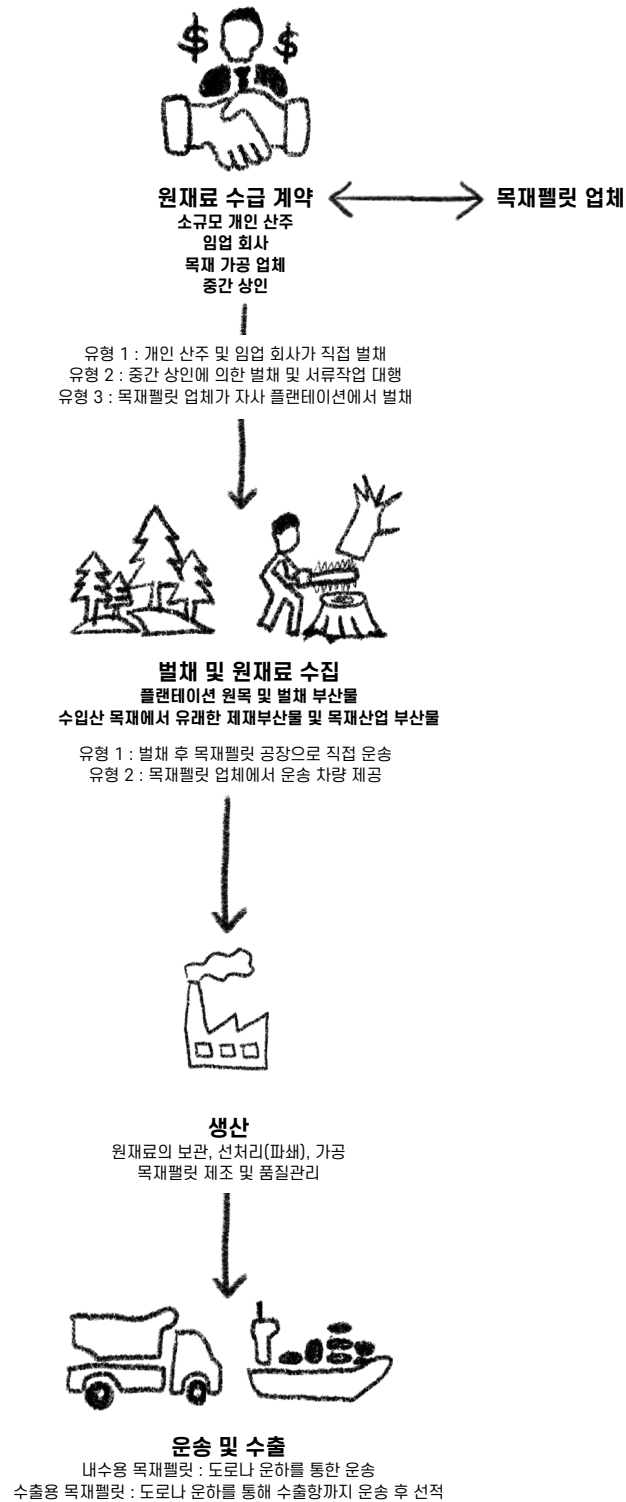 $ $
원재료 수급 계약 목재펠릿 업체
소규모 개인 산주
임업 회사
목재 가공 업체
중간 상인
유형 1 : 개인 산주 및 임업 회사가 직접 벌채
유형 2 : 중간 상인에 의한 벌채 및 서류작업 대행
유형 3 : 목재펠릿 업체가 자사 플랜테이션에서 벌채
벌채 및 원재료 수집
플랜테이션 원목 및 벌채 부산물
수입산 목재에서 유래한 제재부산물 및 목재산업 부산물
유형 1 : 벌채 후 목재펠릿 공장으로 직접 운송
유형 2 : 목재펠릿 업체에서 운송 차량 제공
생산
원재료의 보관, 선처리(파쇄), 가공
목재팰릿 제조 및 품질관리
운송 및 수출
내수용 목재펠릿 : 도로나 운하를 통한 운송
수출용 목재펠릿 : 도로나 운하를 통해 수출항까지 운송 후 선적